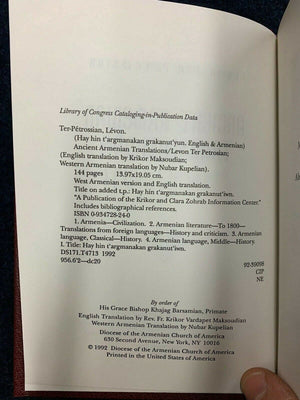 Library of Congress Cataloging-in-Publication Data
Ter-Pétrossian, Lévon.
(Hay hin t'argmanakan grakanut'yun. English & Armenian)
Ancient Armenian Translations/Levon Ter Petrosian;
(English translation by Krikor Maksoudian;
Western Armenian translation by Nubar Kupelian).
144 pages 13.97x19.05 cm.
West Armenian version and English translation.
Title on added t.p.: Hay hin t'argmanakan grakanut'iwn.
"A Publication of the Krikor and Clara Zohrab Information Center."
Includes bibliographical references.
ISBN 0-934728-24-0
1. Armenia—Civilization. 2. Armenian literature—To 1800—
Translations from foreign languages—History and criticism. 3. Armenian
language, Classical—History. 4. Armenian language, Middle—History.
I. Title: Hay hin t'argmanakan grakanut'iwn.
DS171.T4713 1992
956.6'2—dc20
92-39098
CIP
NE
By order of
His Grace Bishop Khajag Barsamian, Primate
English Translation by Rev. Fr. Krikor Vardapet Maksoudian
Western Armenian Translation by Nubar Kupelian
Diocese of the Armenian Church of America
630 Second Avenue, New York, NY 10016
© 1992 Diocese of the Armenian Church of America
Printed in the United States of America